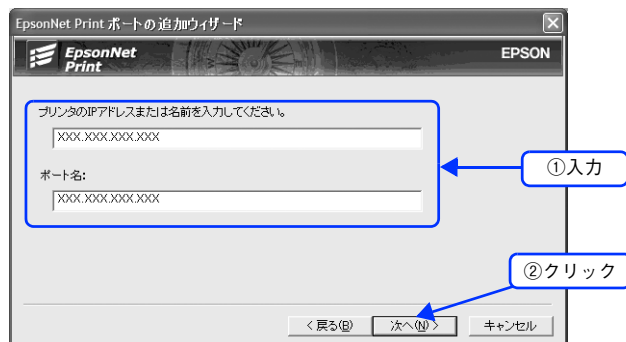 EpsonNet Print ポートの追加ウィザード
EpsonNet
Print
EPSON
プリンタのIPアドレスまたは名前を入力してください。
XXX.XXX.XXX.XXX
ポート名:
XXX.XXX.XXX.XXX
①入力
②クリック
<戻る(B)
次へ(N)>
キャンセル